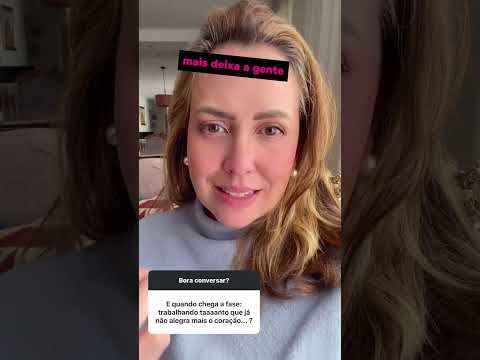 mais deixa a gente
Bora conversar?
E quando chega a fase:
trabalhando taaaanto que já
não alegra mais o coração... ?